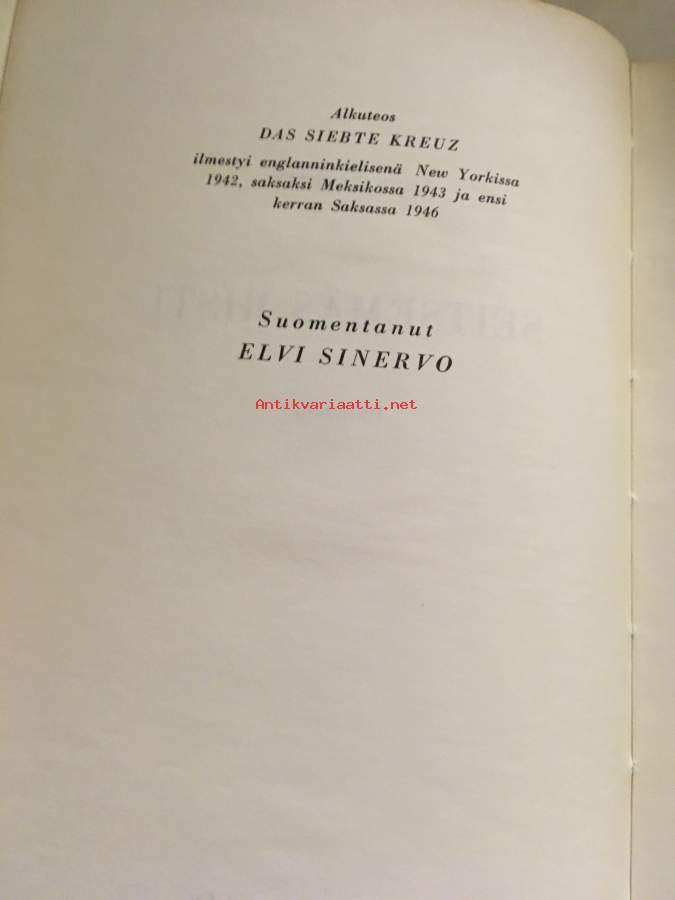 Alkuteos
DAS SIEBTE KREUZ
ilmestyi englanninkielisenä New Yorkissa
1942, saksaksi Meksikossa 1943 ja ensi
kerran Saksassa 1946
Suomentanut
ELVI SINERVO
Antikvariaatti.net